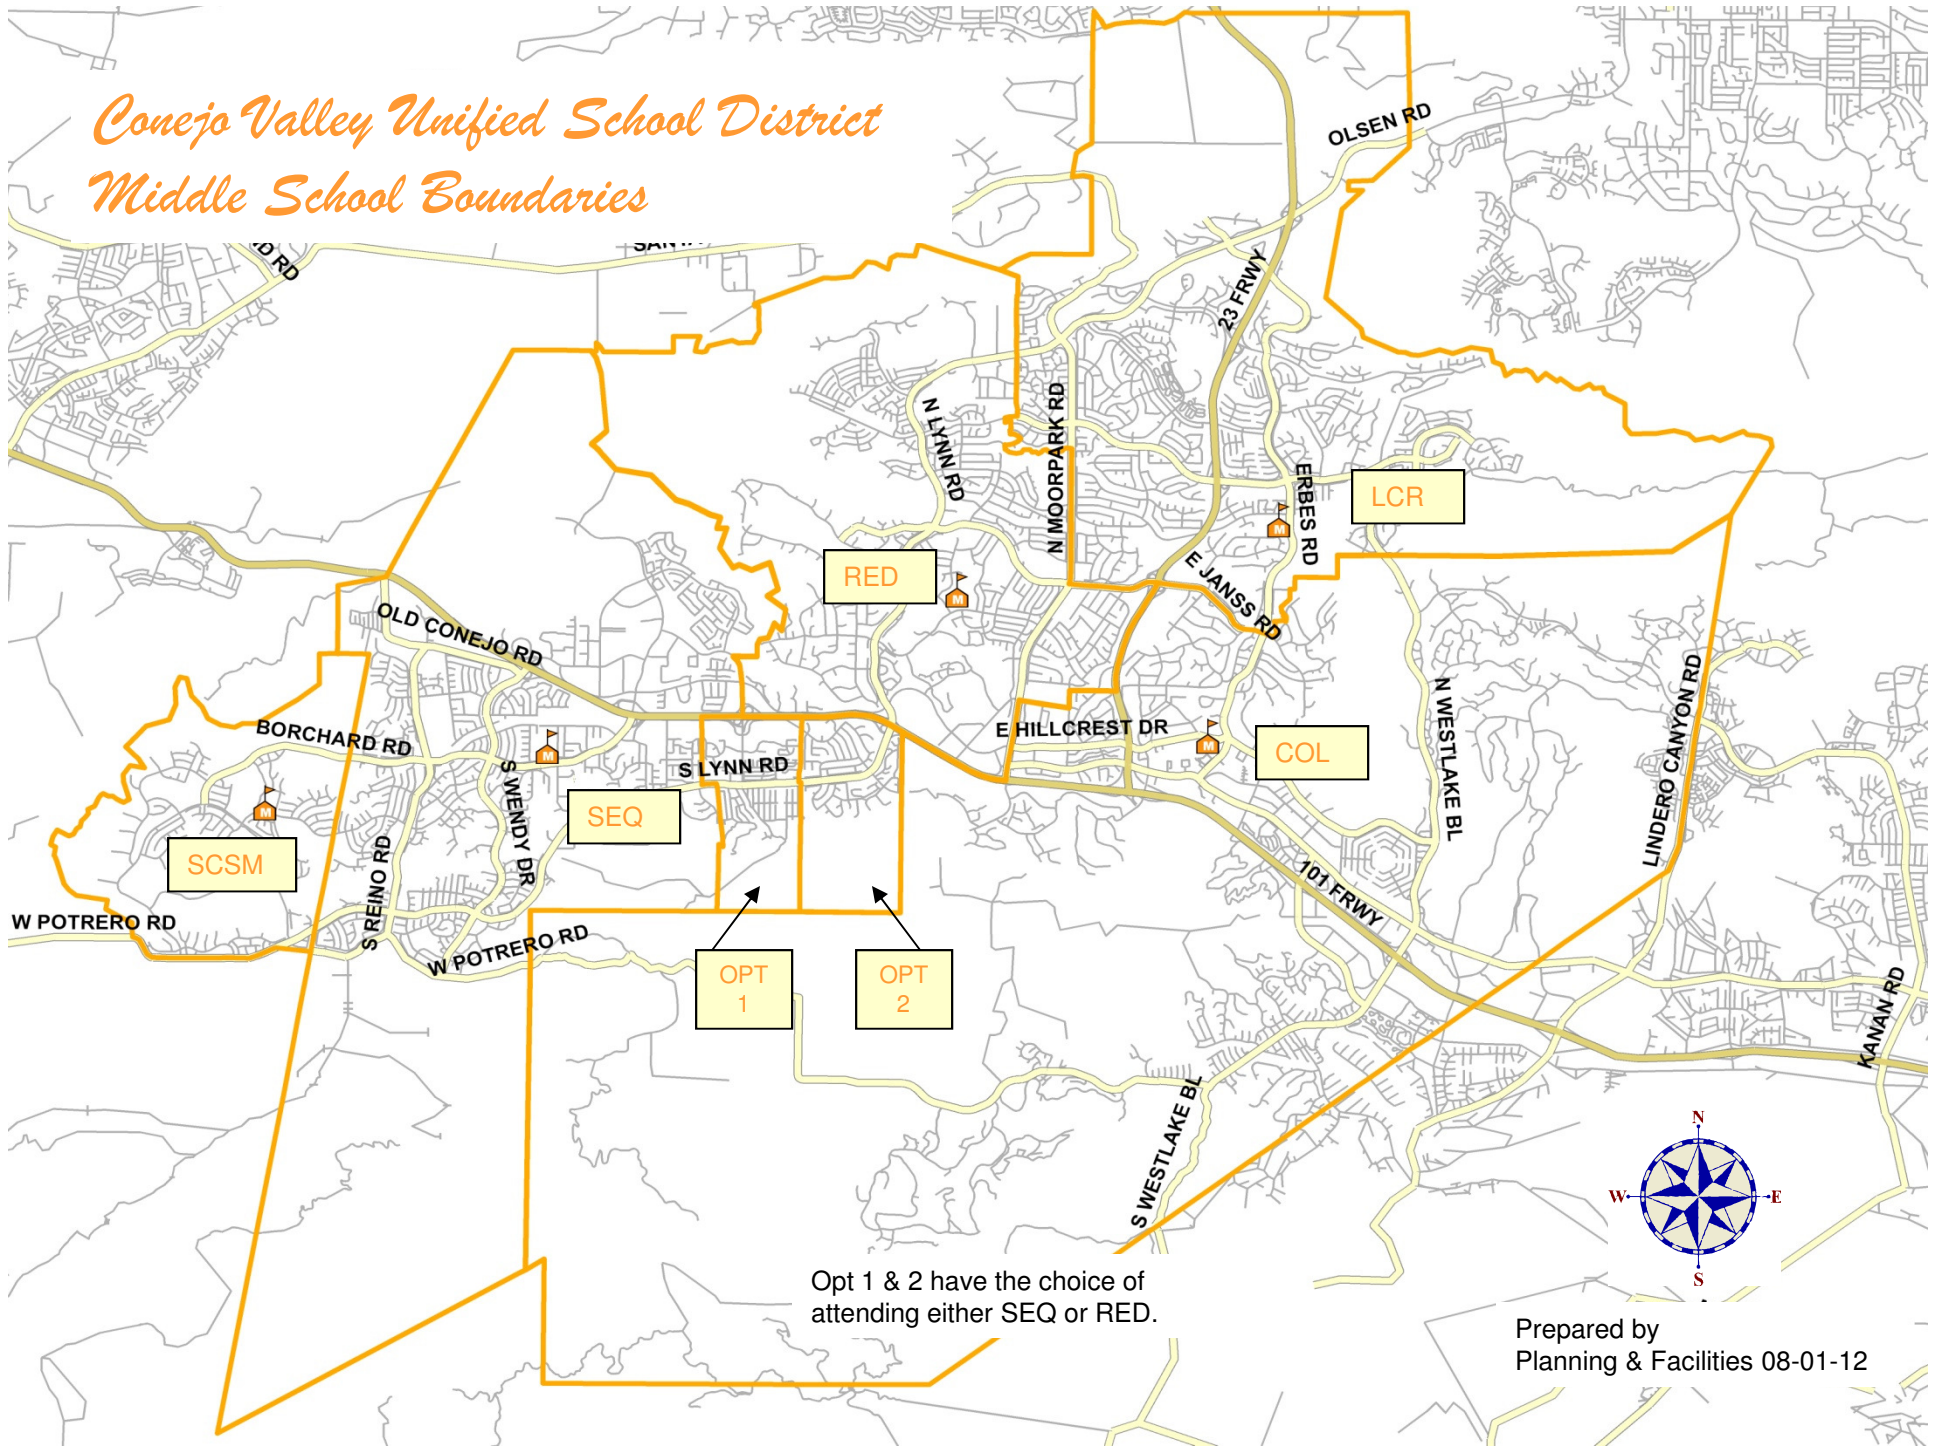 Conejo Valley Unified School District
Middle School Boundaries
OLSEN RD
D RD
23 FRWY
N LYNN RD
N MOORPARK RD
ERBES RD
LCR
RED
M
M
E JANSS RD
OLD CONEJO RD
BORCHARD RD
E HILLCREST DR
M
COL
N WESTLAKE BL
LINDERO CANYON RD
M
S LYNN RD
S WENDY DR
SEQ
M
SCSM
S REINO RD
101 FRWY
W POTRERO RD
W POTRERO RD
OPT
1
OPT
2
KANAN RD
S WESTLAKE BL
N
W
E
S
Opt 1 & 2 have the choice of
attending either SEQ or RED.
Prepared by
Planning & Facilities 08-01-12